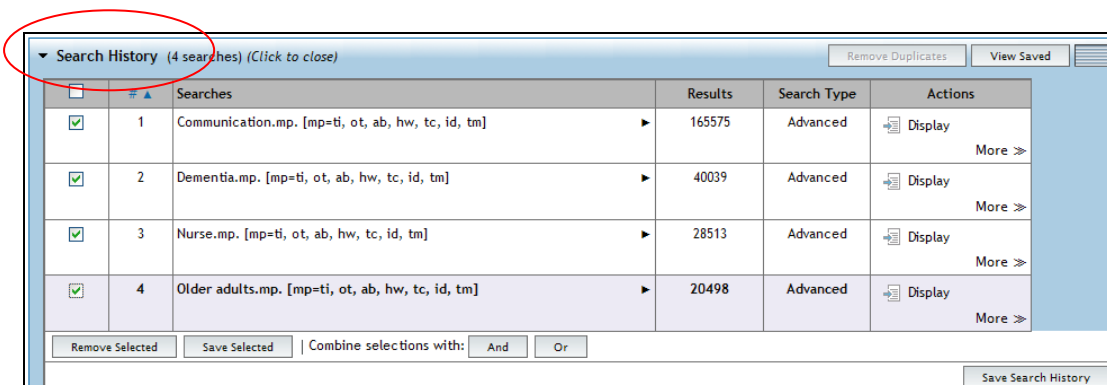 Search History (4 searches) (Click to close) Remove Duplicates View Saved
# Searches Results Search Type Actions
1 Communication.mp. [mp=ti, ot, ab, hw, tc, id, tm] 165575 Advanced Display
More ≫
2 Dementia.mp. [mp=ti, ot, ab, hw, tc, id, tm] 40039 Advanced Display
More ≫
3 Nurse.mp. [mp=ti, ot, ab, hw, tc, id, tm] 28513 Advanced Display
More ≫
4 Older adults.mp. [mp=ti, ot, ab, hw, tc, id, tm] 20498 Advanced Display
More ≫
Remove Selected Save Selected | Combine selections with: And Or
Save Search History